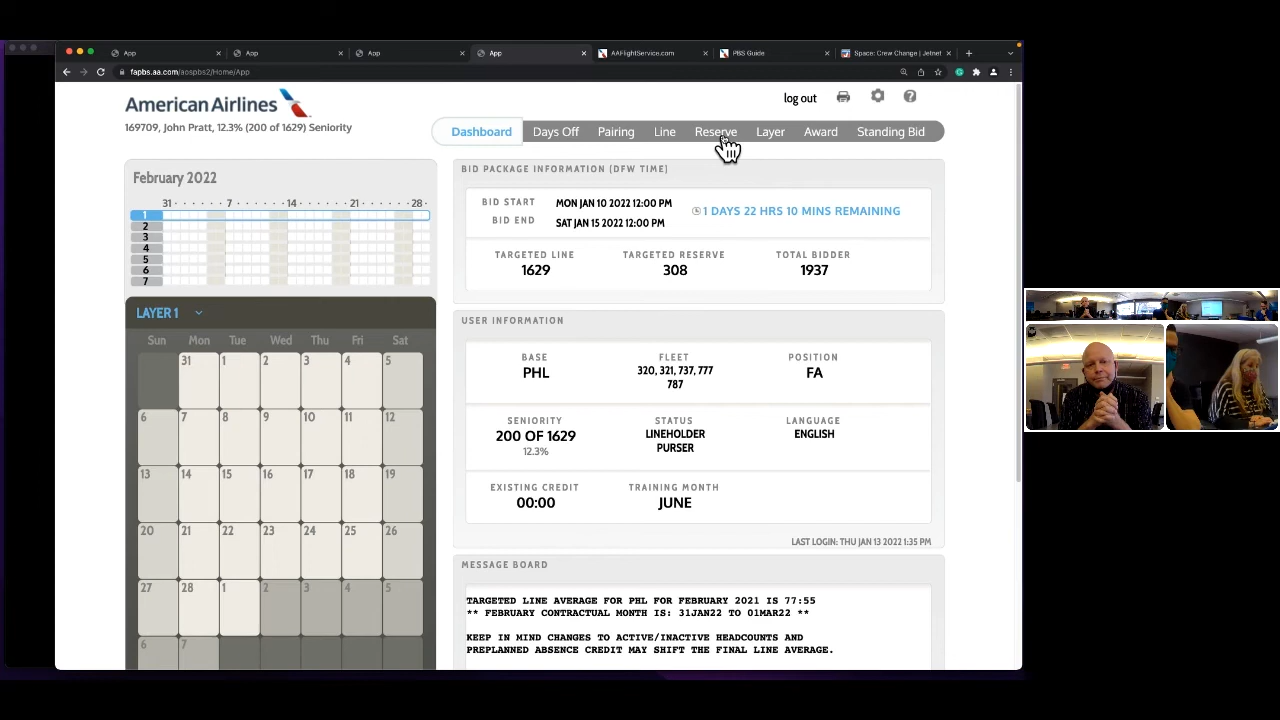 App
App
App
App
AAFlightService.com
PBS Guide
Space: Crew Change | Jetnet
fapbs.aa.com/aospbs2/Home/App
American Airlines
log out
169709, John Pratt, 12.3% (200 of 1629) Seniority
Dashboard Days Off Pairing Line Reserve Layer Award Standing Bid
February 2022
31 7 14 21 28
1
2
3
4
5
6
7
LAYER 1
Sun Mon Tue Wed Thu Fri Sat
31 1 2 3 4 5
6 7 8 9 10 11 12
13 14 15 16 17 18 19
20 21 22 23 24 25 26
27 28 1 2 3 4 5
6 7
BID PACKAGE INFORMATION (DFW TIME)
BID START MON JAN 10 2022 12:00 PM
BID END SAT JAN 15 2022 12:00 PM
1 DAYS 22 HRS 10 MINS REMAINING
TARGETED LINE TARGETED RESERVE TOTAL BIDDER
1629 308 1937
USER INFORMATION
BASE FLEET POSITION
PHL 320, 321, 737, 777 FA
787
SENIORITY STATUS LANGUAGE
200 OF 1629 LINEHOLDER ENGLISH
12.3% PURSER
EXISTING CREDIT TRAINING MONTH
00:00 JUNE
LAST LOGIN: THU JAN 13 2022 1:35 PM
MESSAGE BOARD
TARGETED LINE AVERAGE FOR PHL FOR FEBRUARY 2021 IS 77:55
** FEBRUARY CONTRACTUAL MONTH IS: 31JAN22 TO 01MAR22 **
KEEP IN MIND CHANGES TO ACTIVE/INACTIVE HEADCOUNTS AND
PREPLANNED ABSENCE CREDIT MAY SHIFT THE FINAL LINE AVERAGE.